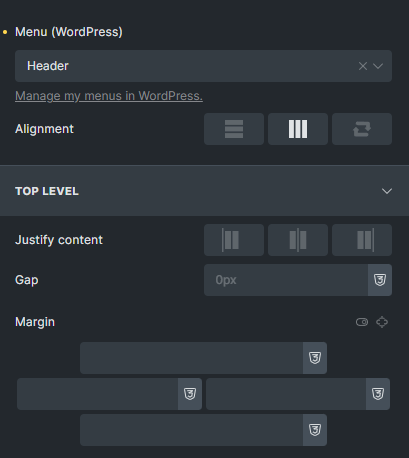 Menu (WordPress)
Header
Manage my menus in WordPress.
Alignment
TOP LEVEL
Justify content
Gap
0px
Margin